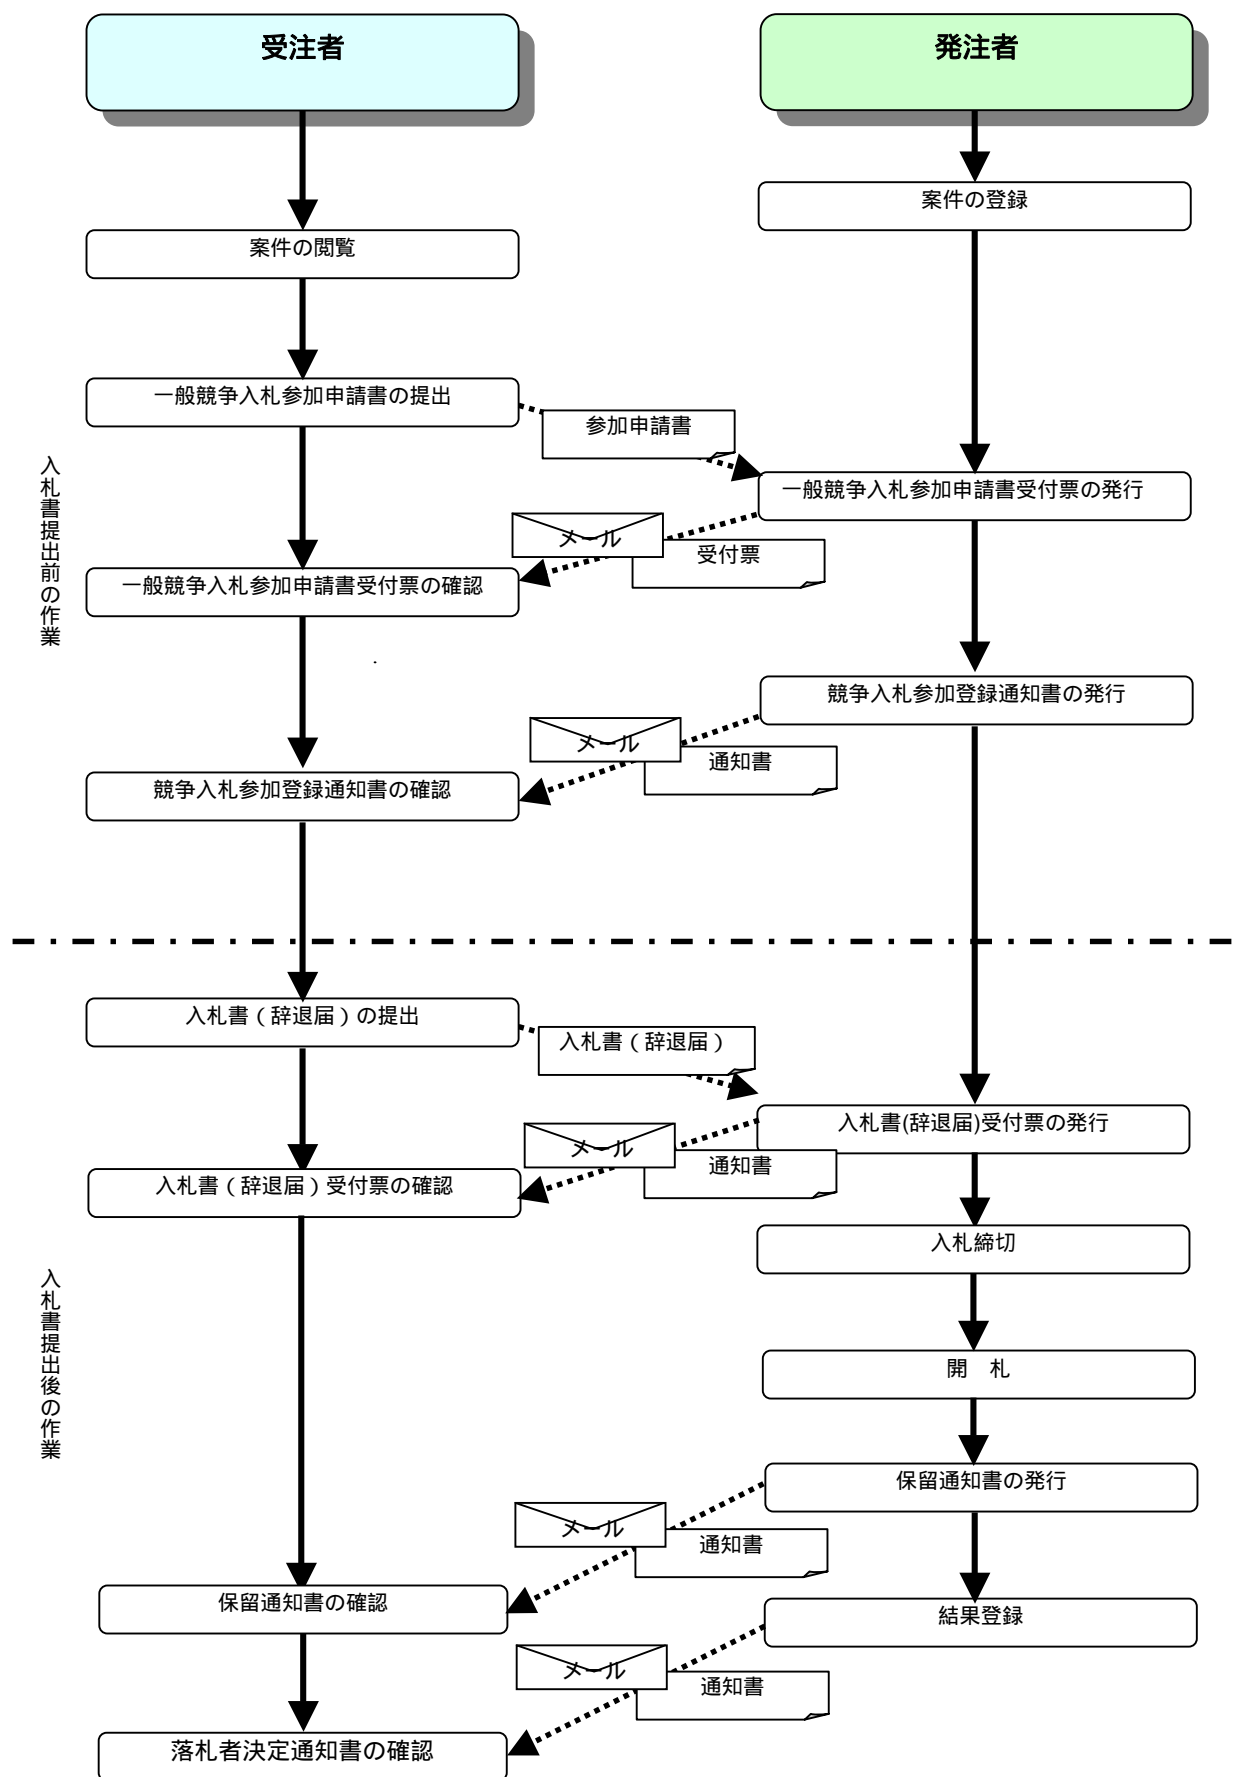 受注者
発注者
案件の登録
案件の閲覧
一般競争入札参加申請書の提出
参加申請書
一般競争入札参加申請書受付票の発行
メール
受付票
一般競争入札参加申請書受付票の確認
入札書提出前の作業
競争入札参加登録通知書の発行
メール
通知書
競争入札参加登録通知書の確認
入札書（辞退届）の提出
入札書（辞退届）
入札書(辞退届)受付票の発行
メール
通知書
入札書（辞退届）受付票の確認
入札締切
入札書提出後の作業
開　札
保留通知書の発行
メール
通知書
保留通知書の確認
結果登録
メール
通知書
落札者決定通知書の確認